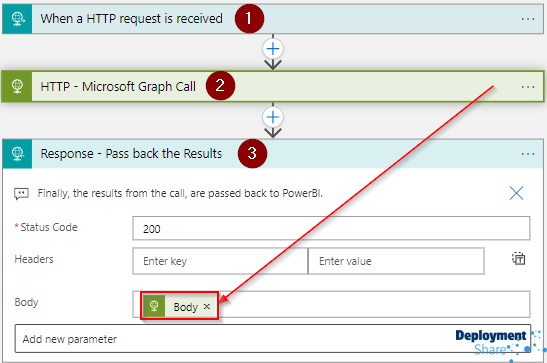 When a HTTP request is received
1
HTTP - Microsoft Graph Call
2
Response - Pass back the Results
3
Finally, the results from the call, are passed back to PowerBI.
* Status Code
200
Headers
Enter key
Enter value
T
Body
Body ×
Add new parameter
Deployment
Share